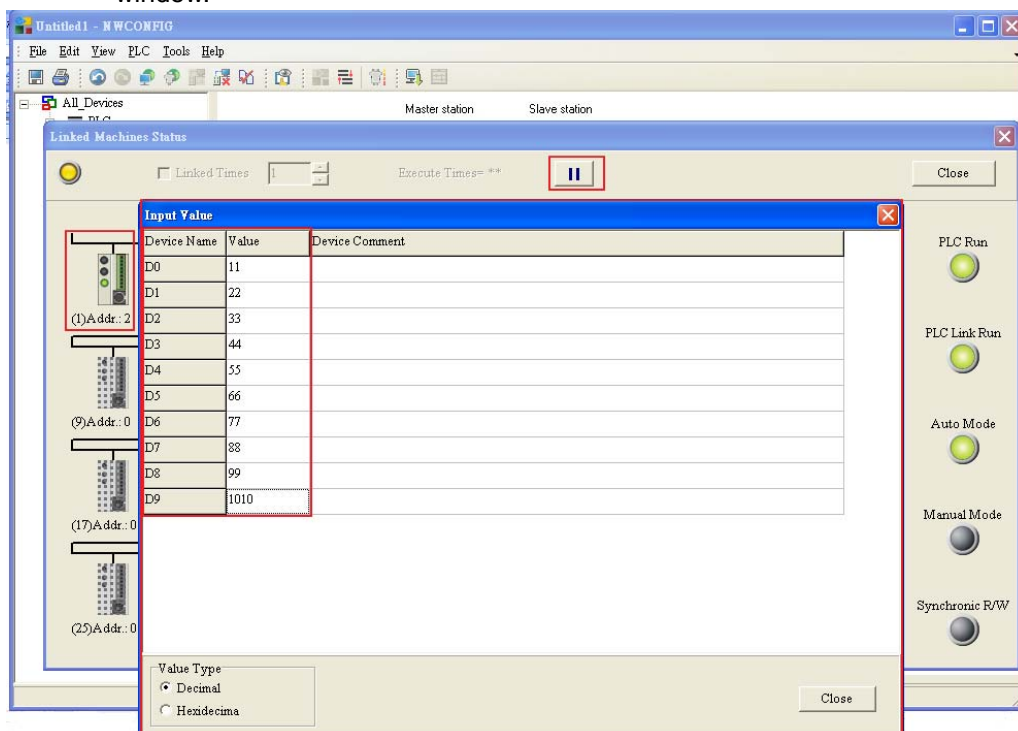 window.
Untitled1 - NWCONFIG
File Edit View PLC Tools Help
All_Devices
PLC
Master station Slave station
Linked Machines Status
Linked Times 1 Execute Times= ** Close
Input Value
Device Name Value Device Comment
D0 11
D1 22
D2 33
D3 44
D4 55
D5 66
D6 77
D7 88
D8 99
D9 1010
(1)Addr.: 2
(9)Addr.: 0
(17)Addr.: 0
(25)Addr.: 0
PLC Run
PLC Link Run
Auto Mode
Manual Mode
Synchronic R/W
Value Type
Decimal
Hexidecima
Close